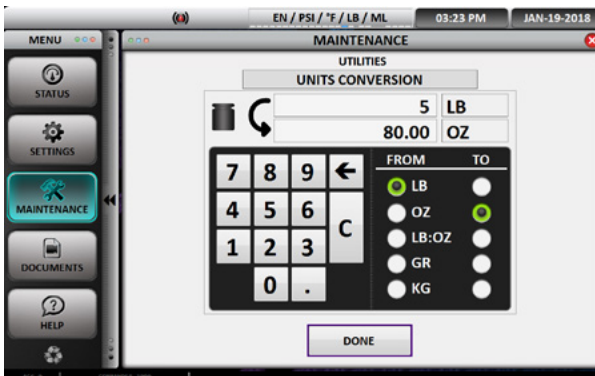 EN / PSI / °F / LB / ML 03:23 PM JAN-19-2018
MENU MAINTENANCE
UTILITIES
UNITS CONVERSION
STATUS
5 LB
80.00 OZ
SETTINGS
FROM TO
7 8 9
LB
MAINTENANCE
4 5 6 C
OZ
LB:OZ
1 2 3
GR
DOCUMENTS
0 .
KG
HELP
DONE